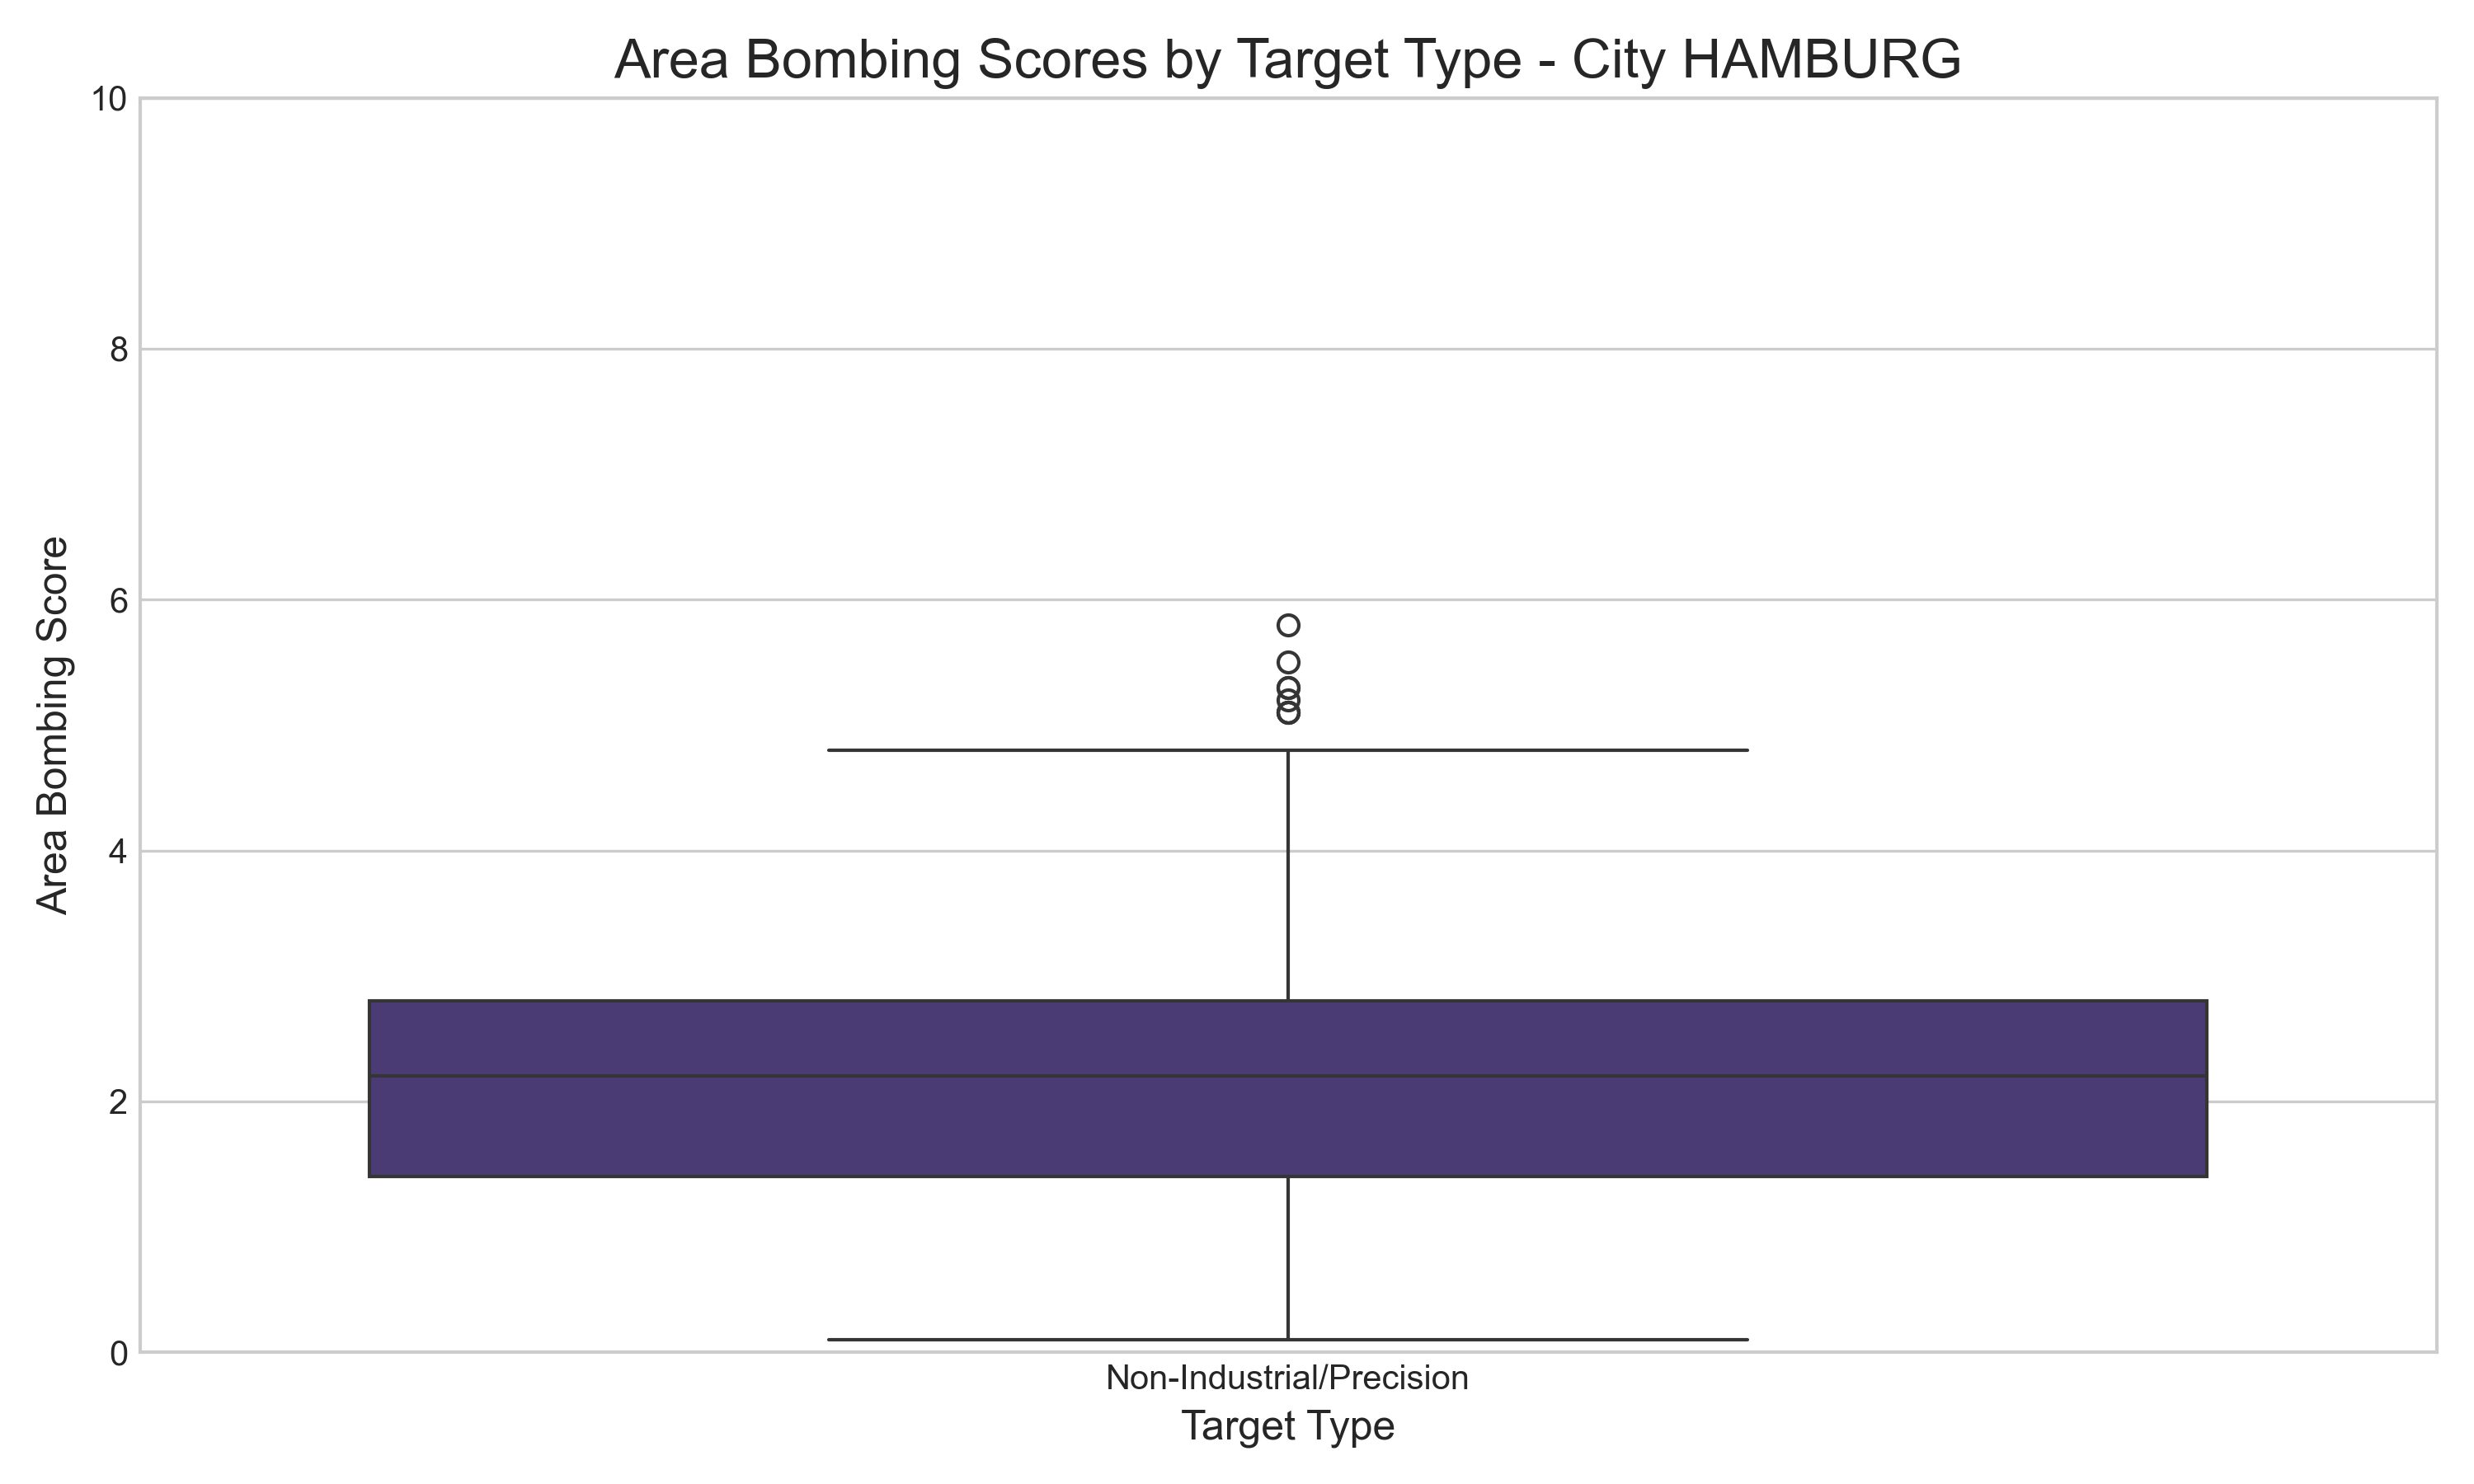 Area Bombing Scores by Target Type - City HAMBURG
10
8
6
4
2
0
Area Bombing Score
Non-Industrial/Precision
Target Type